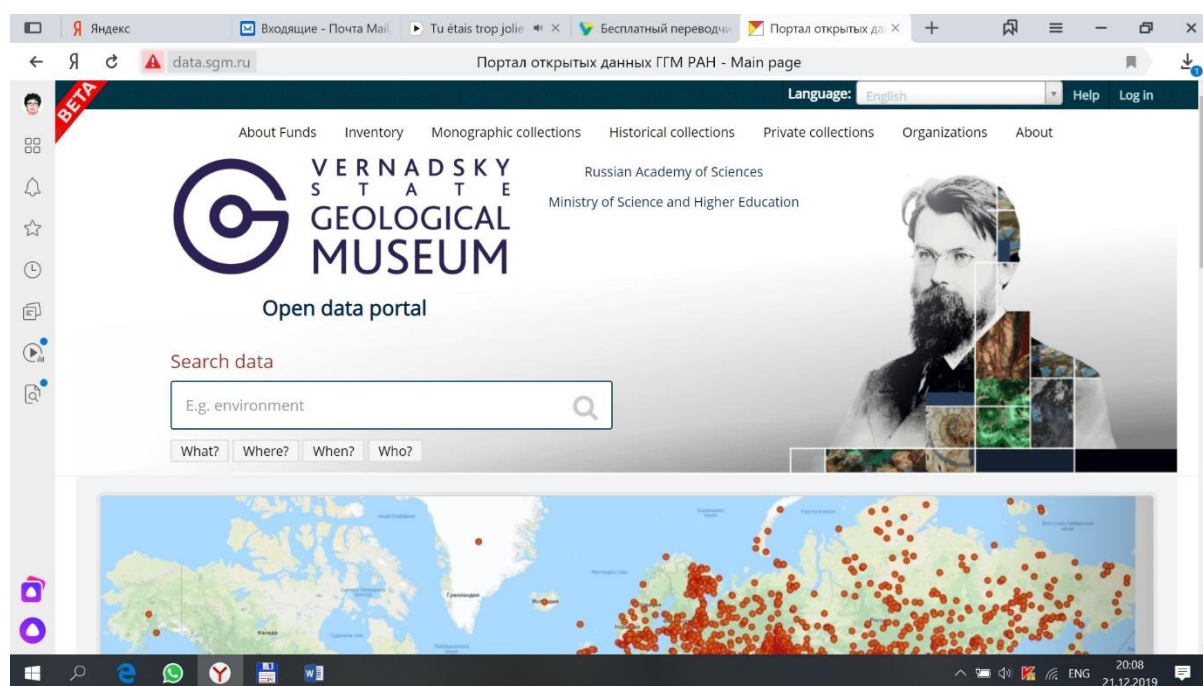 Яндекс
Входящие - Почта Mail
Tu étais trop jolie
Бесплатный переводчи
Портал открытых да
data.sgm.ru
Портал открытых данных ГГМ РАН - Main page
BETA
Language: English
Help
Log in
About Funds
Inventory
Monographic collections
Historical collections
Private collections
Organizations
About
VERNADSKY
STATE
GEOLOGICAL
MUSEUM
Russian Academy of Sciences
Ministry of Science and Higher Education
Open data portal
Search data
E.g. environment
What?
Where?
When?
Who?
Гренландия
Канада
ENG
20:08
21.12.2019